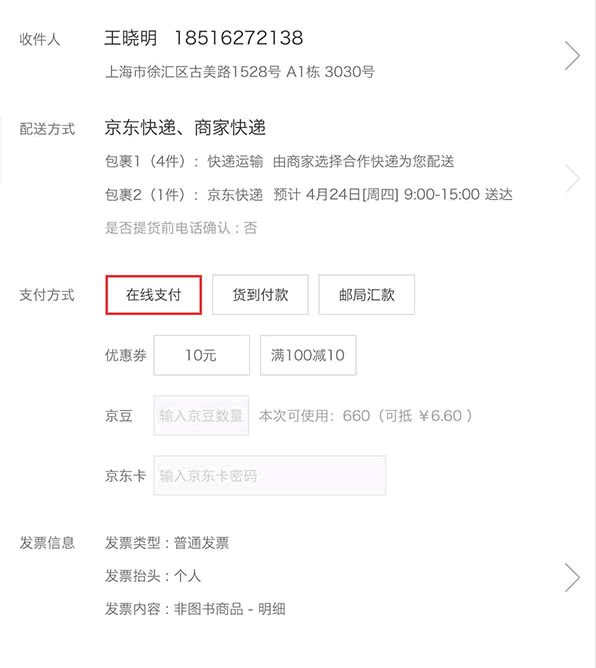 收件人 王晓明 18516272138
上海市徐汇区古美路1528号 A1栋 3030号
配送方式 京东快递、商家快递
包裹1（4件）：快递运输 由商家选择合作快递为您配送
包裹2（1件）：京东快递 预计 4月24日[周四] 9:00-15:00 送达
是否提货前电话确认 : 否
支付方式 在线支付 货到付款 邮局汇款
优惠券 10元 满100减10
京豆 输入京豆数量 本次可使用：660（可抵 ￥6.60 ）
京东卡 输入京东卡密码
发票信息 发票类型 : 普通发票
发票抬头 : 个人
发票内容 : 非图书商品 - 明细